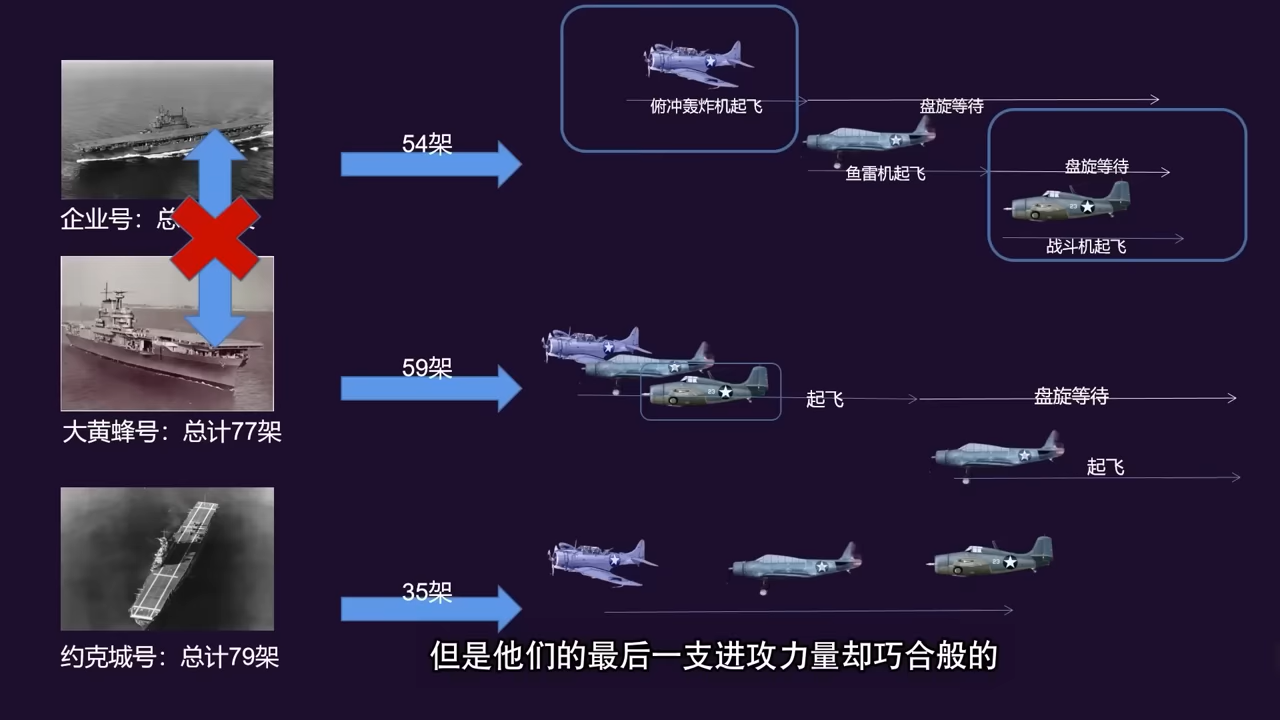 俯冲轰炸机起飞
盘旋等待
54架
鱼雷机起飞
盘旋等待
企业号：总
战斗机起飞
59架
起飞
盘旋等待
大黄蜂号：总计77架
起飞
35架
约克城号：总计79架
但是他们的最后一支进攻力量却巧合般的